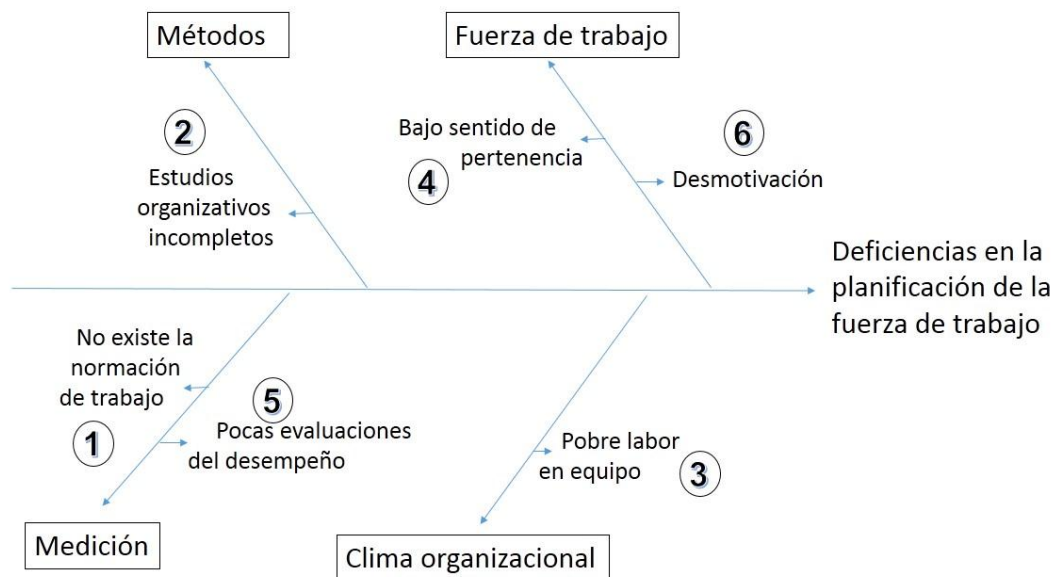 Métodos
Fuerza de trabajo
2
Estudios
organizativos
incompletos
Bajo sentido de
pertenencia
4
6
Desmotivación
Deficiencias en la
planificación de la
fuerza de trabajo
No existe la
normación
de trabajo
1
5
Pocas evaluaciones
del desempeño
Pobre labor
en equipo
3
Medición
Clima organizacional